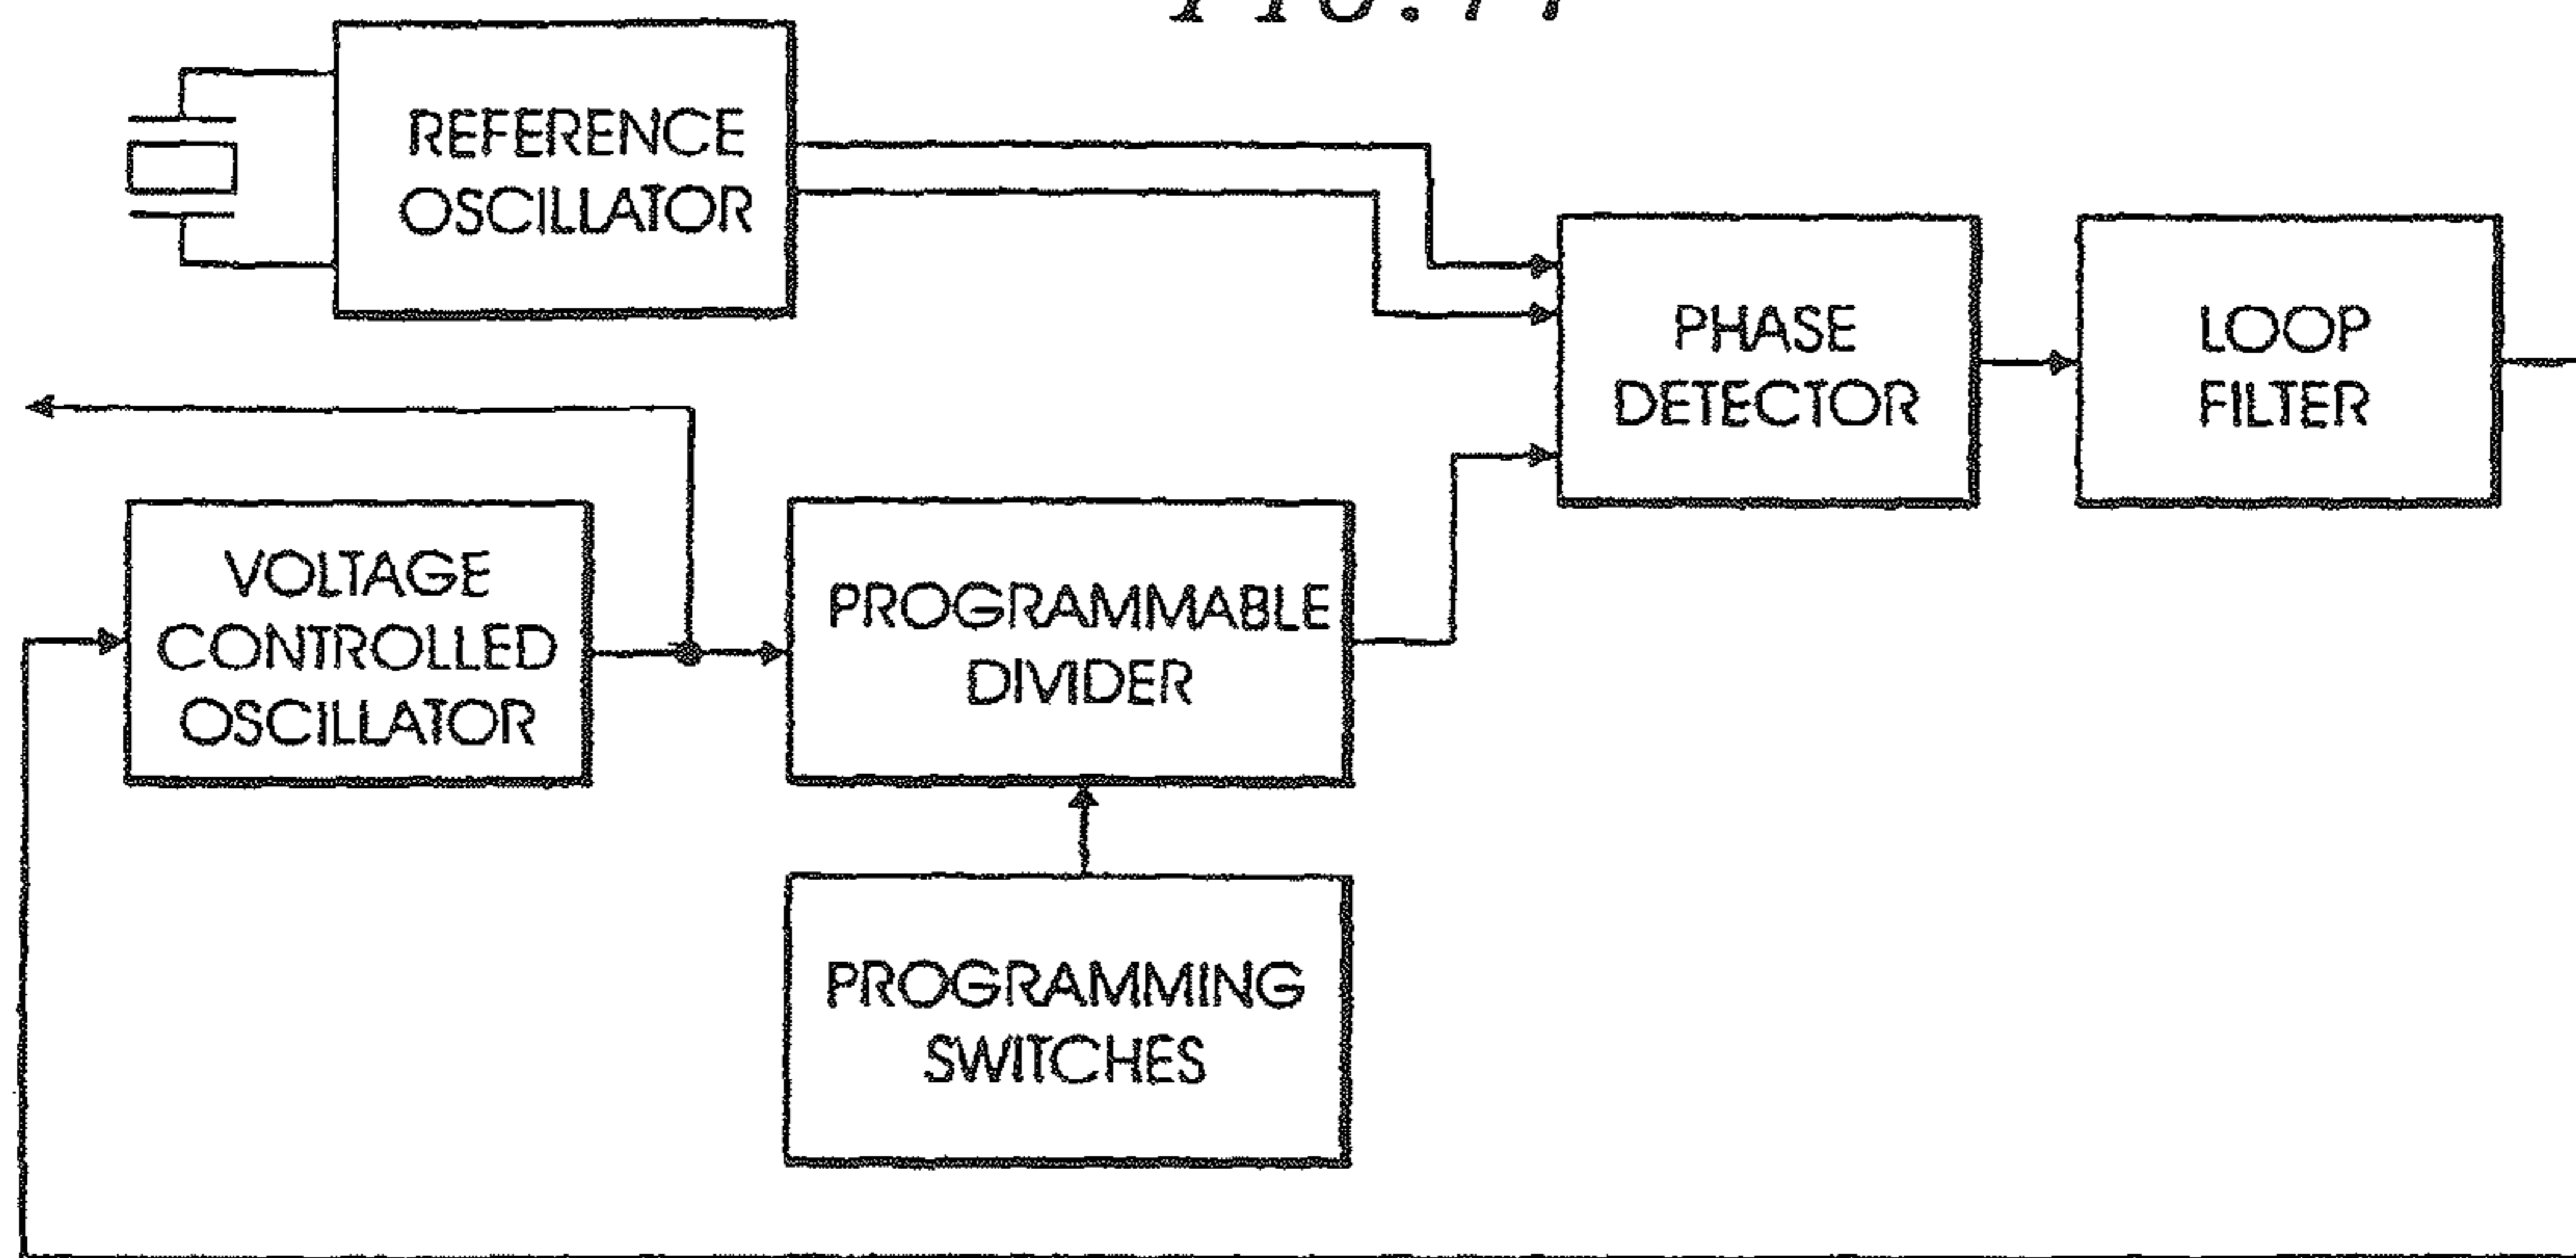 REFERENCE
OSCILLATOR
PHASE
DETECTOR
LOOP
FILTER
VOLTAGE
CONTROLLED
OSCILLATOR
PROGRAMMABLE
DIVIDER
PROGRAMMING
SWITCHES